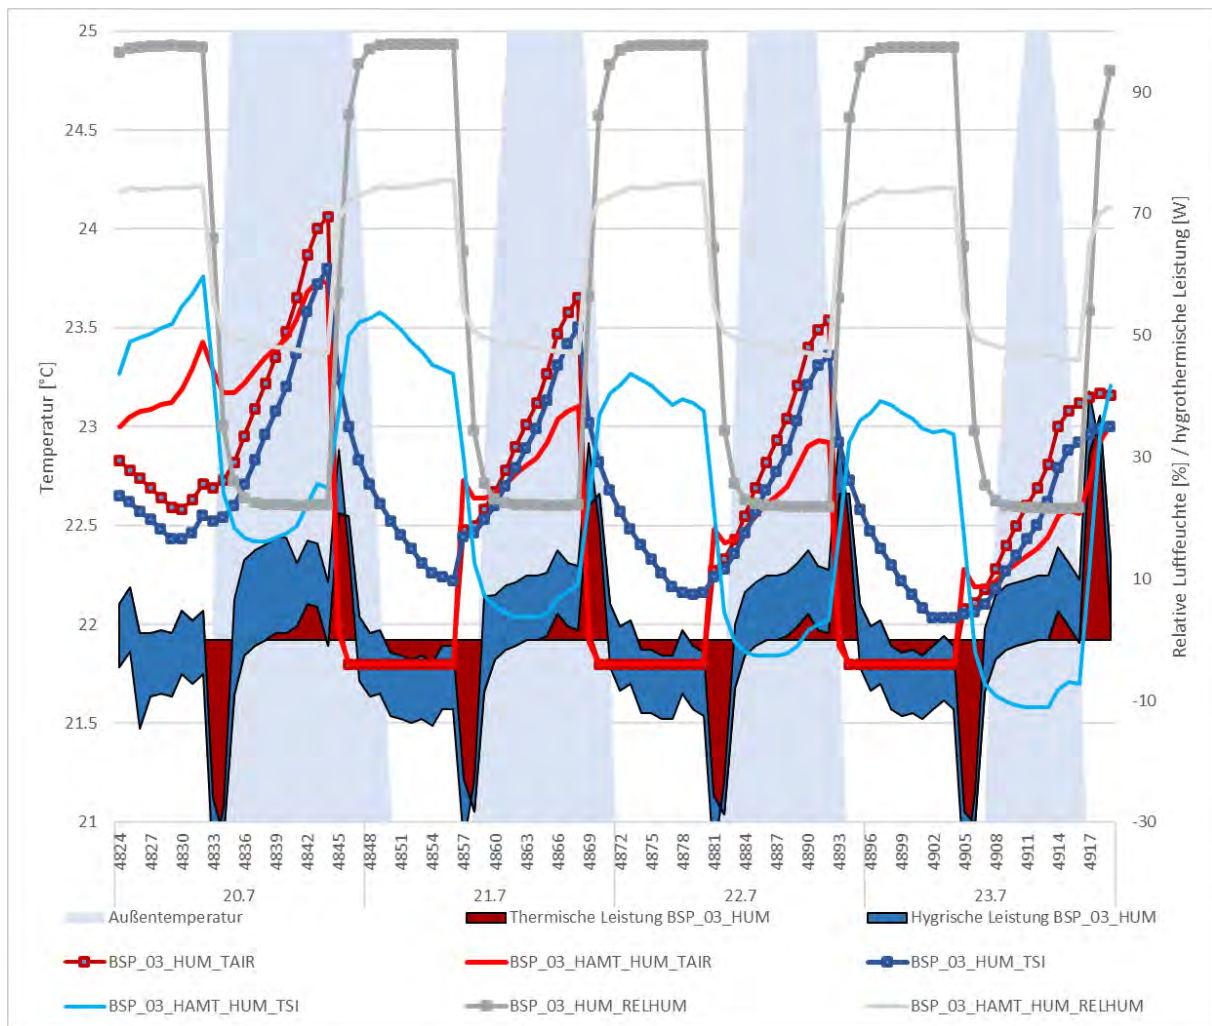 25
24.5
24
23.5
23
22.5
22
21.5
21
Temperatur [°C]
90
70
50
30
10
-10
-30
Relative Luftfeuchte [%] / hygrothermische Leistung [W]
4824 4827 4830 4833 4836 4839 4842 4845 4848 4851 4854 4857 4860 4863 4866 4869 4872 4875 4878 4881 4884 4887 4890 4893 4896 4899 4902 4905 4908 4911 4914 4917
20.7 21.7 22.7 23.7
Außentemperatur Thermische Leistung BSP_03_HUM Hygrische Leistung BSP_03_HUM
BSP_03_HUM_TAIR BSP_03_HAMT_HUM_TAIR BSP_03_HUM_TSI
BSP_03_HAMT_HUM_TSI BSP_03_HUM_RELHUM BSP_03_HAMT_HUM_RELHUM